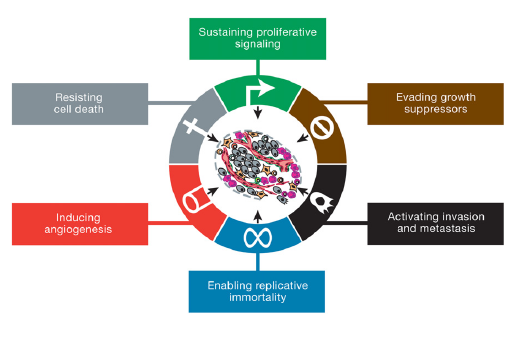 Sustaining proliferative
signaling
Resisting
cell death
Evading growth
suppressors
Inducing
angiogenesis
Activating invasion
and metastasis
Enabling replicative
immortality